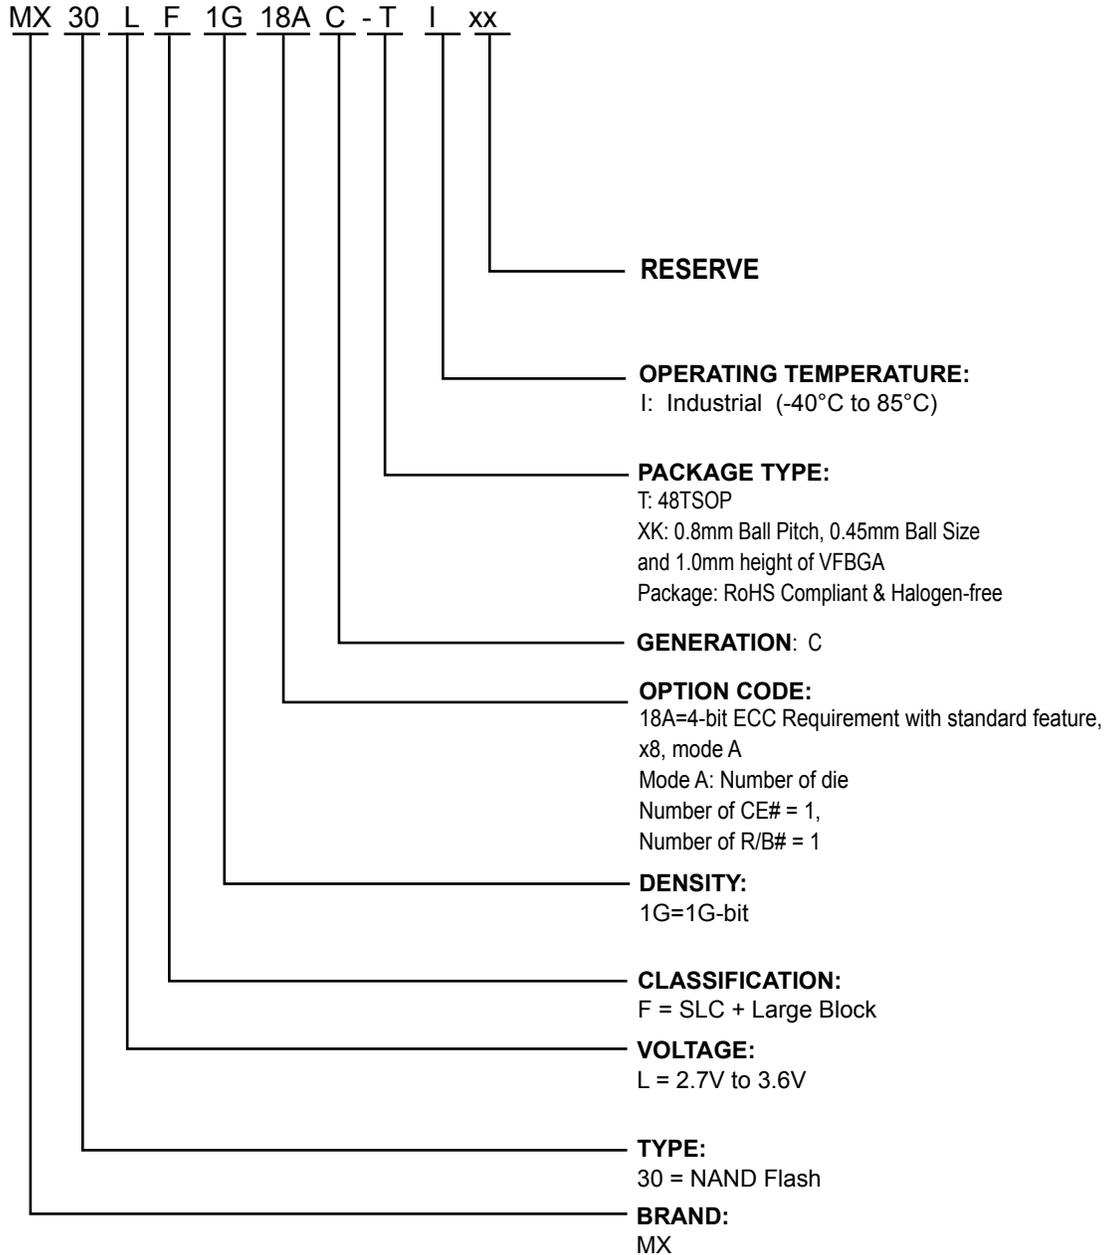 MX 30 L F 1G 18A C - T I xx
RESERVE
OPERATING TEMPERATURE:
I: Industrial (-40°C to 85°C)
PACKAGE TYPE:
T: 48TSOP
XK: 0.8mm Ball Pitch, 0.45mm Ball Size
and 1.0mm height of VFBGA
Package: RoHS Compliant & Halogen-free
GENERATION: C
OPTION CODE:
18A=4-bit ECC Requirement with standard feature,
x8, mode A
Mode A: Number of die
Number of CE# = 1,
Number of R/B# = 1
DENSITY:
1G=1G-bit
CLASSIFICATION:
F = SLC + Large Block
VOLTAGE:
L = 2.7V to 3.6V
TYPE:
30 = NAND Flash
BRAND:
MX